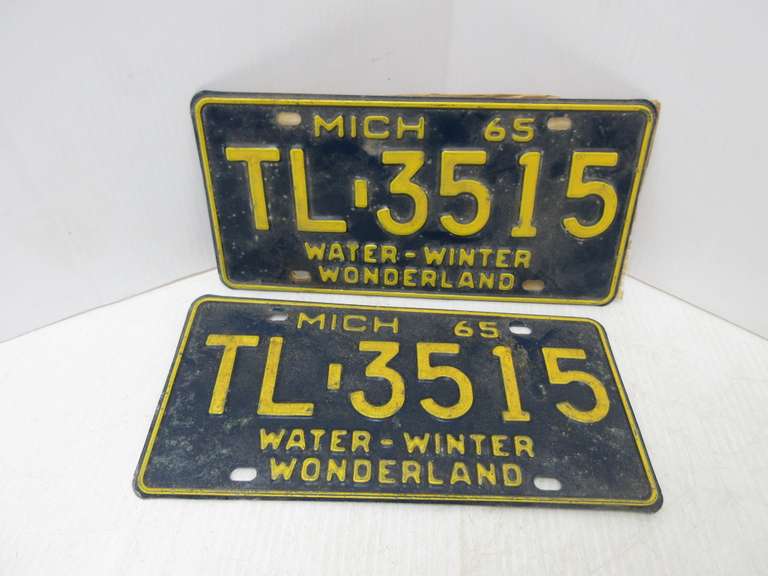 MICH 65
TL-3515
WATER-WINTER
WONDERLAND
MICH 65
TL-3515
WATER-WINTER
WONDERLAND